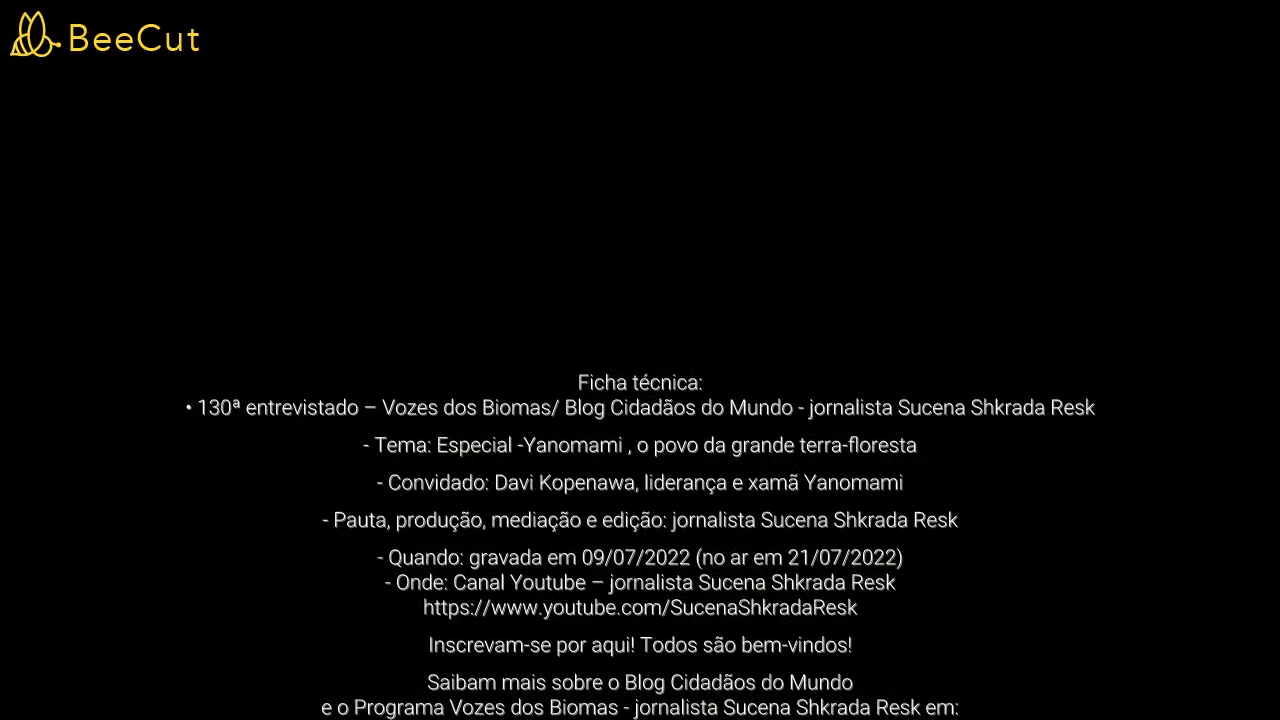 BeeCut
Ficha técnica:
• 130ª entrevistado – Vozes dos Biomas/ Blog Cidadãos do Mundo - jornalista Sucena Shkrada Resk
- Tema: Especial -Yanomami , o povo da grande terra-floresta
- Convidado: Davi Kopenawa, liderança e xamã Yanomami
- Pauta, produção, mediação e edição: jornalista Sucena Shkrada Resk
- Quando: gravada em 09/07/2022 (no ar em 21/07/2022)
- Onde: Canal Youtube – jornalista Sucena Shkrada Resk
https://www.youtube.com/SucenaShkradaResk
Inscrevam-se por aqui! Todos são bem-vindos!
Saibam mais sobre o Blog Cidadãos do Mundo
e o Programa Vozes dos Biomas - jornalista Sucena Shkrada Resk em: